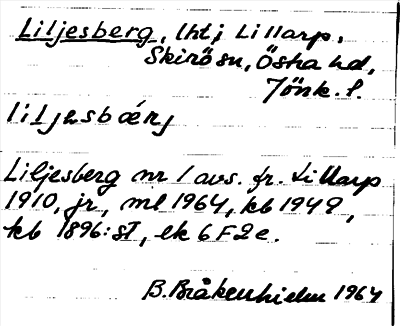 Liljesberg, lht i Lillarp,
Skirö sn, Östra hd,
Jönk. l.
liljesbærj
Liljesberg nr 1 avs. fr. Lillarp
1910, jr, ml 1964, kb 1949,
kb 1896: sT, ek 6F2e.
B. Bråkenhielm 1964